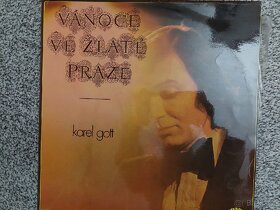 VÁNOCE
VE ZLATÉ
PRAZE
karel gott